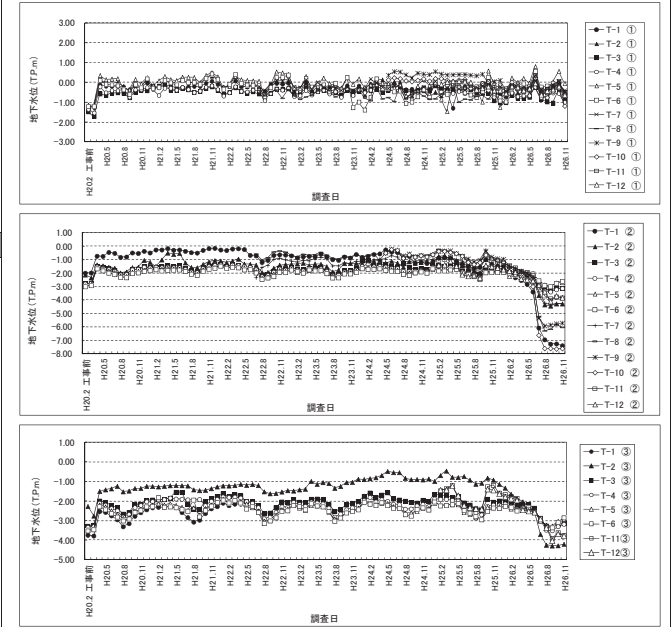 3.00
2.00
1.00
0.00
-1.00
-2.00
-3.00
地下水位(T.P.m)
H20.2 工事前
H20.5
H20.8
H20.11
H21.2
H21.5
H21.8
H21.11
H22.2
H22.5
H22.8
H22.11
H23.2
H23.5
H23.8
H23.11
H24.2
H24.5
H24.8
H24.11
H25.2
H25.5
H25.8
H25.11
H26.2
H26.5
H26.8
H26.11
調査日
T-1 ①
T-2 ①
T-3 ①
T-4 ①
T-5 ①
T-6 ①
T-7 ①
T-8 ①
T-9 ①
T-10 ①
T-11 ①
T-12 ①
1.00
0.00
-1.00
-2.00
-3.00
-4.00
-5.00
-6.00
-7.00
-8.00
地下水位(T.P.m)
H20.2 工事前
H20.5
H20.8
H20.11
H21.2
H21.5
H21.8
H21.11
H22.2
H22.5
H22.8
H22.11
H23.2
H23.5
H23.8
H23.11
H24.2
H24.5
H24.8
H24.11
H25.2
H25.5
H25.8
H25.11
H26.2
H26.5
H26.8
H26.11
調査日
T-1 ②
T-2 ②
T-3 ②
T-4 ②
T-5 ②
T-6 ②
T-7 ②
T-8 ②
T-9 ②
T-10 ②
T-11 ②
T-12 ②
1.00
0.00
-1.00
-2.00
-3.00
-4.00
-5.00
地下水位(T.P.m)
H20.2 工事前
H20.5
H20.8
H20.11
H21.2
H21.5
H21.8
H21.11
H22.2
H22.5
H22.8
H22.11
H23.2
H23.5
H23.8
H23.11
H24.2
H24.5
H24.8
H24.11
H25.2
H25.5
H25.8
H25.11
H26.2
H26.5
H26.8
H26.11
調査日
T-1 ③
T-2 ③
T-3 ③
T-4 ③
T-5 ③
T-6 ③
T-11③
T-12③